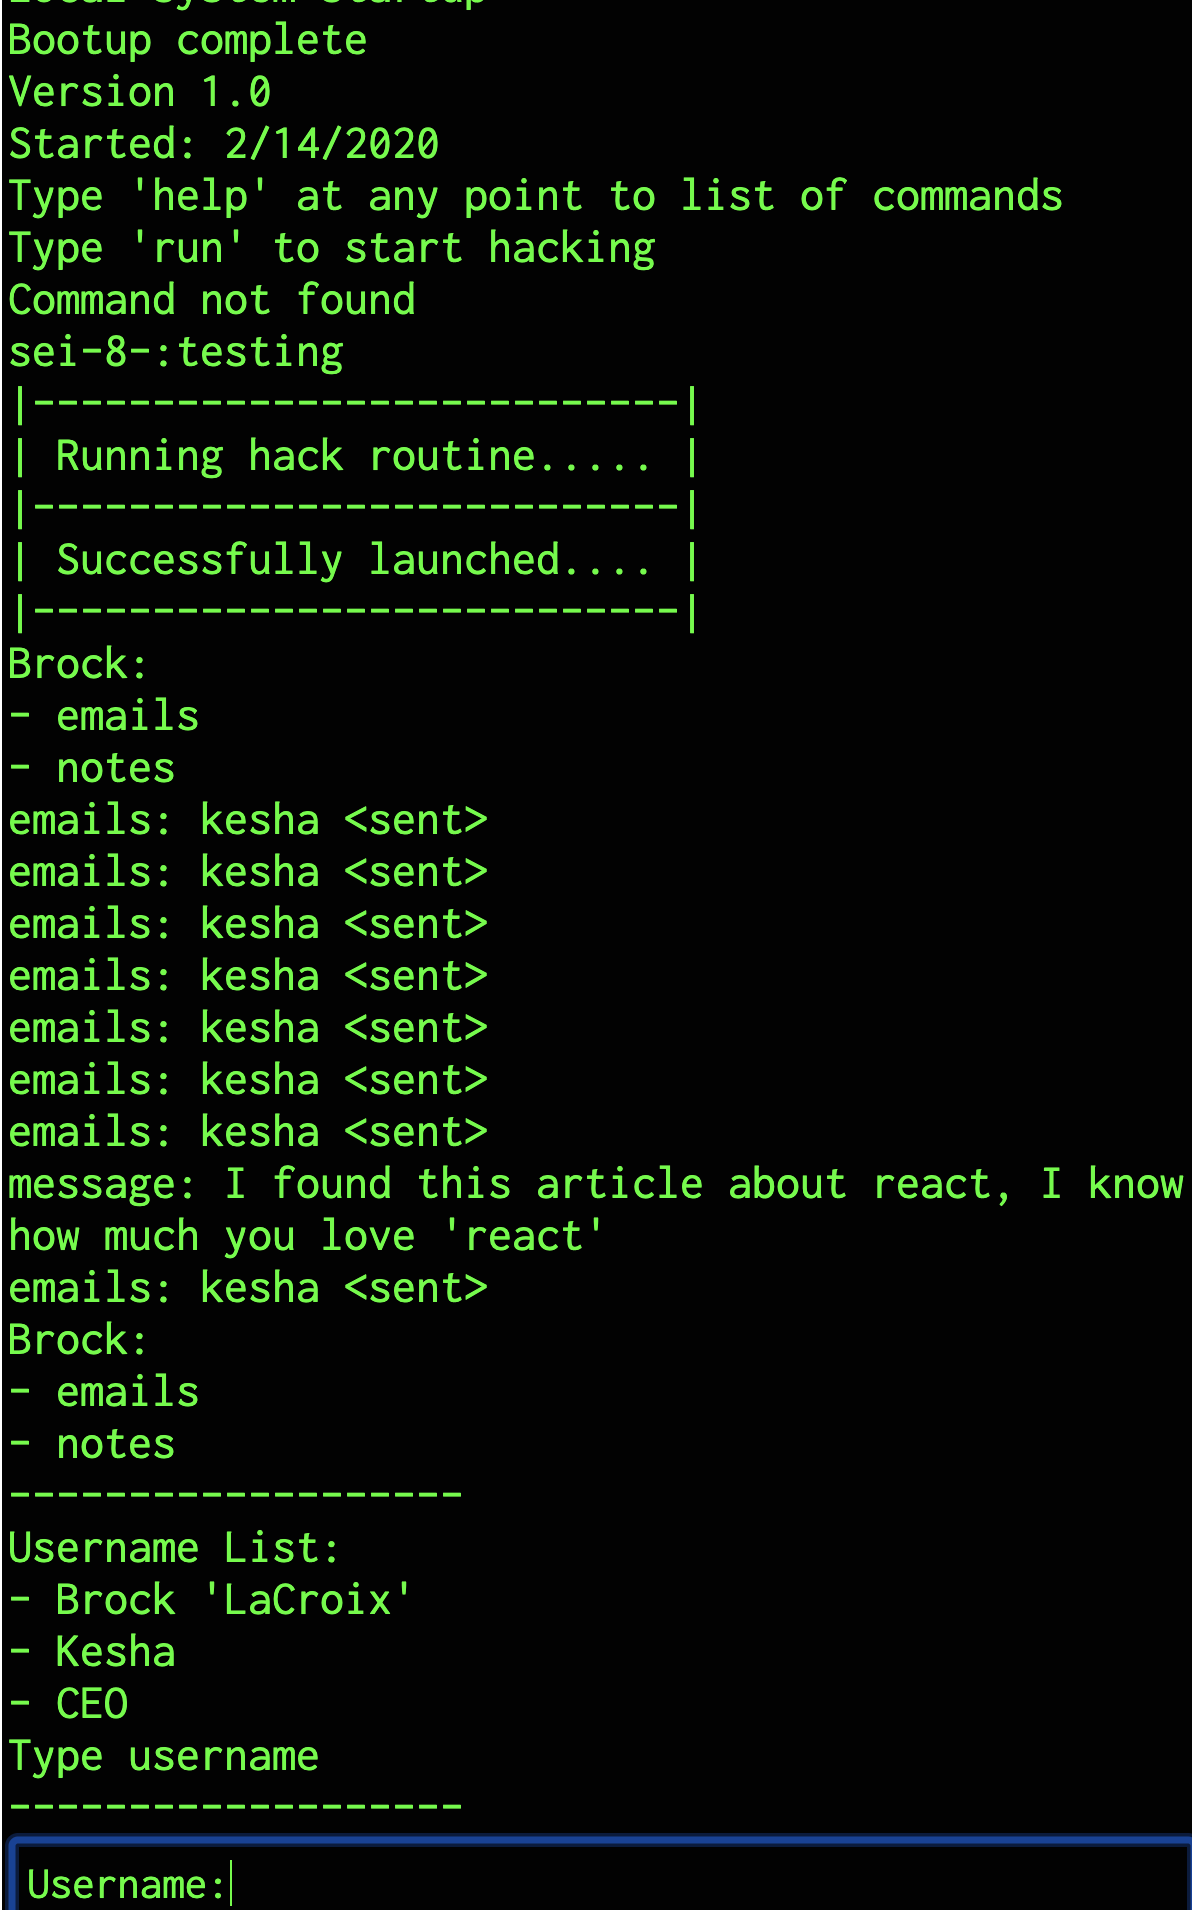 Local System Startup
Bootup complete
Version 1.0
Started: 2/14/2020
Type 'help' at any point to list of commands
Type 'run' to start hacking
Command not found
sei-8-:testing
|---------------------------|
| Running hack routine..... |
|---------------------------|
| Successfully launched.... |
|---------------------------|
Brock:
- emails
- notes
emails: kesha <sent>
emails: kesha <sent>
emails: kesha <sent>
emails: kesha <sent>
emails: kesha <sent>
emails: kesha <sent>
emails: kesha <sent>
message: I found this article about react, I know
how much you love 'react'
emails: kesha <sent>
Brock:
- emails
- notes
-------------------
Username List:
- Brock 'LaCroix'
- Kesha
- CEO
Type username
-------------------
Username: